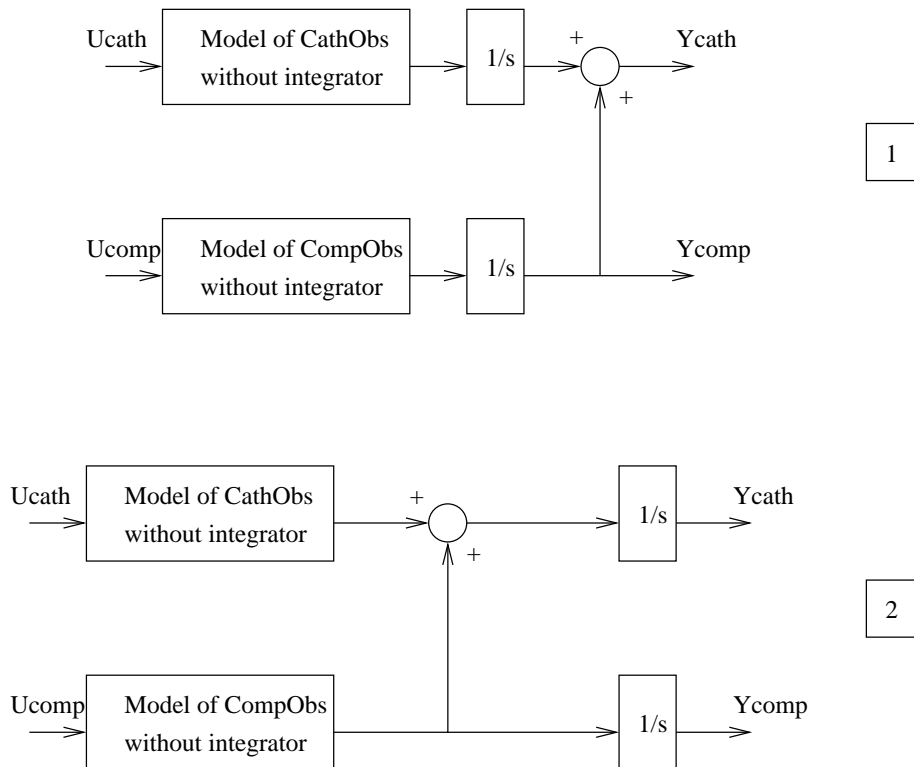 Ucath
Model of CathObs
without integrator
1/s
+
+
Ycath
1
Ucomp
Model of CompObs
without integrator
1/s
Ycomp
Ucath
Model of CathObs
without integrator
+
+
1/s
Ycath
2
Ucomp
Model of CompObs
without integrator
1/s
Ycomp